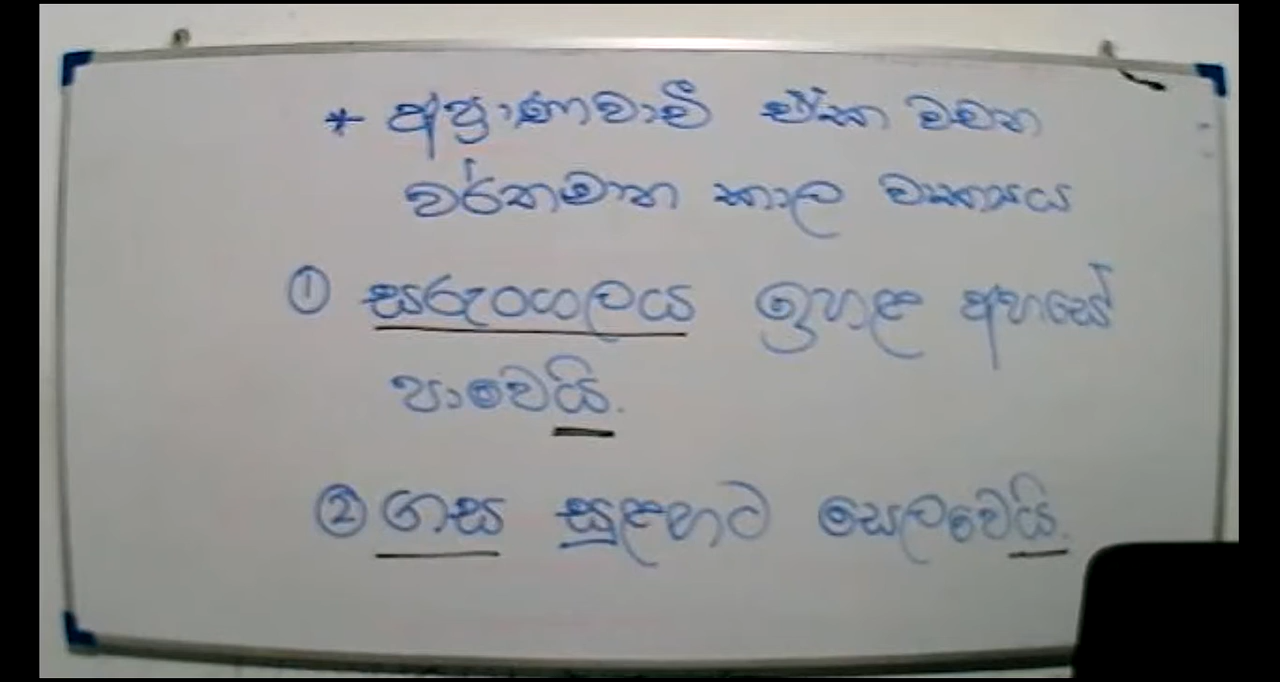 * අප්‍රාණවාචී ඒක වචන
වර්තමාන කාල වාක්‍යය
① සරුංගලය ඉහළ අහසේ
පාවෙයි.
② ගස සුළඟට සෙලවෙයි.